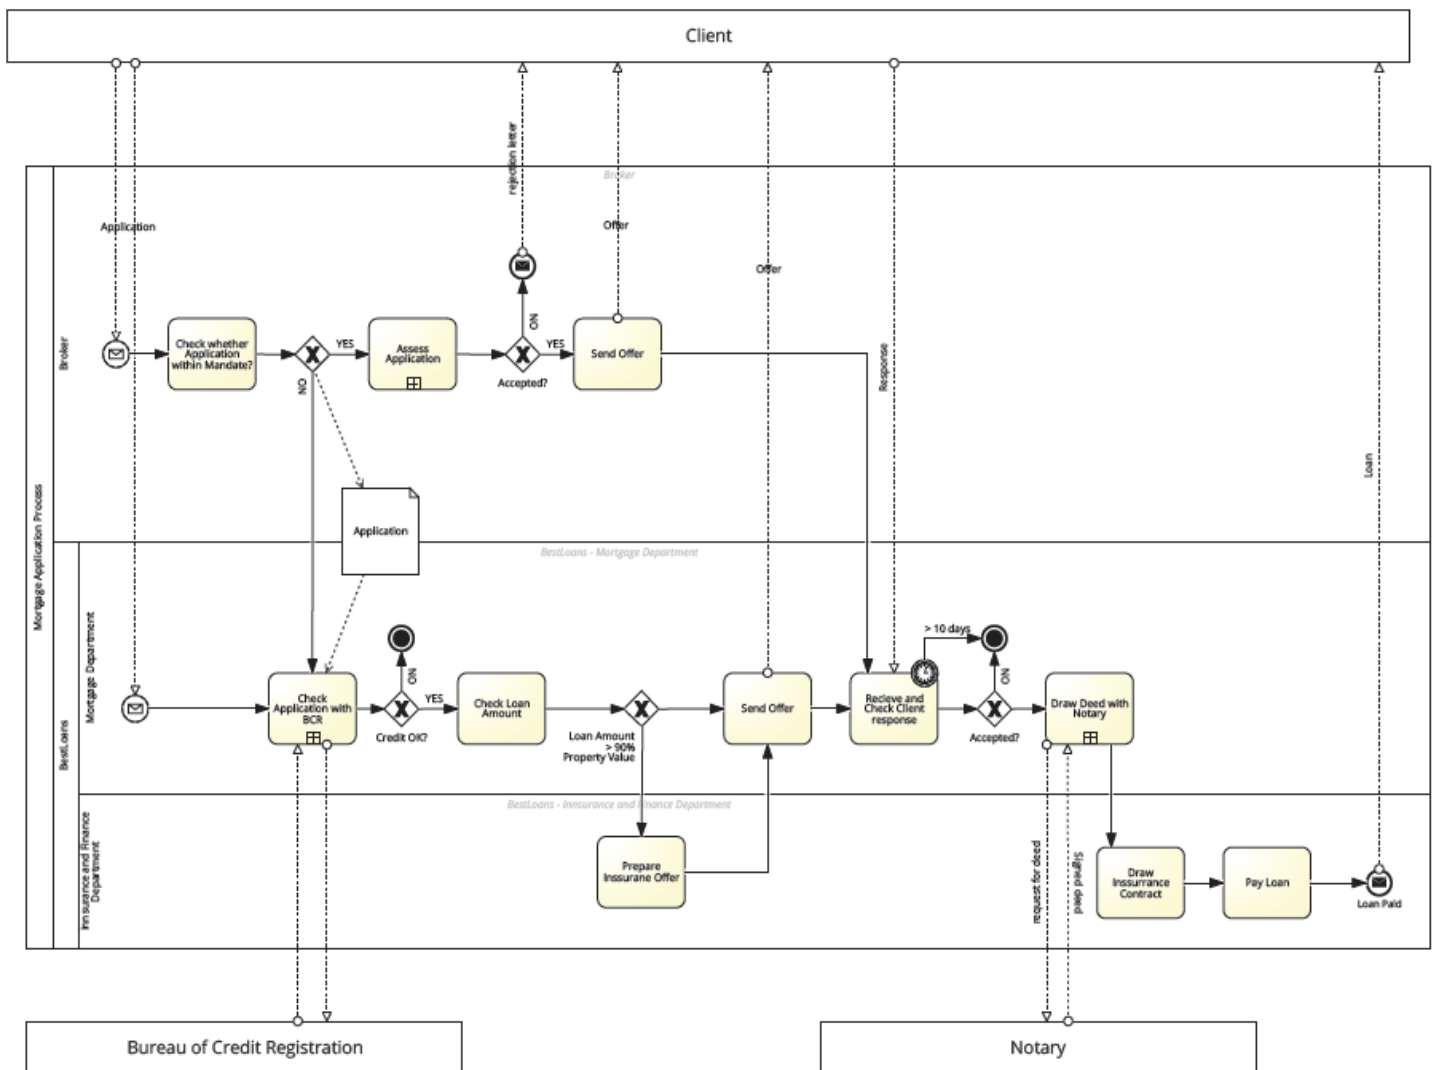 Client
rejection letter
Broker
Application
Offer
Offer
Broker
Check whether
Application
within Mandate?
YES
NO
Assess
Application
NO
YES
Accepted?
Send Offer
Response
Loan
Mortgage Application Process
Application
BestLoans - Mortgage Department
BestLoans
Mortgage Department
Check
Application with
BCR
NO
YES
Credit OK?
Check Loan
Amount
Loan Amount
> 90%
Property Value
Send Offer
Recieve and
Check Client
response
> 10 days
NO
Accepted?
Draw Deed with
Notary
BestLoans - Innsurance and Finance Department
Innsurance and Finance
Department
Prepare
Inssurane Offer
request for deed
Signed deed
Draw
Inssurrance
Contract
Pay Loan
Loan Paid
Bureau of Credit Registration
Notary